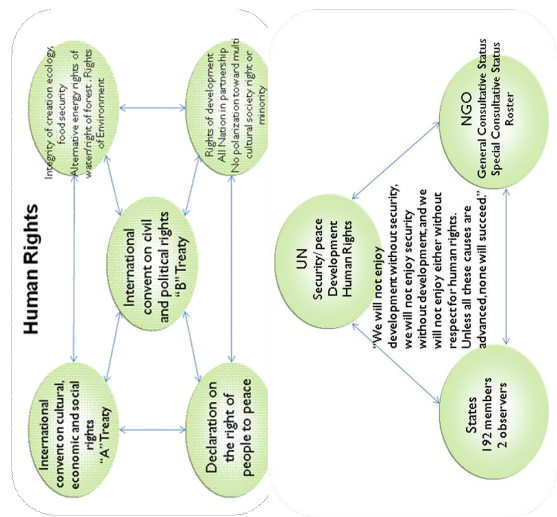 Human Rights
International
convent on cultural,
economic and social
rights
"A" Treaty
Integrity of creation ecology,
food security
Alternative energy rights of
water/right of forest . Rights
of Environment
International
convent on civil
and political rights
"B" Treaty
Declaration on
the right of
people to peace
Rights of development
All Nation in partnership
No polarization toward multi
cultural society right or
minority
UN
Security/ peace
Development
Human Rights
"We will not enjoy
development without security,
we will not enjoy security
without development, and we
will not enjoy either without
respect for human rights.
Unless all these causes are
advanced, none will succeed."
States
192 members
2 observers
NGO
General Consultative Status
Special Consultative Status
Roster